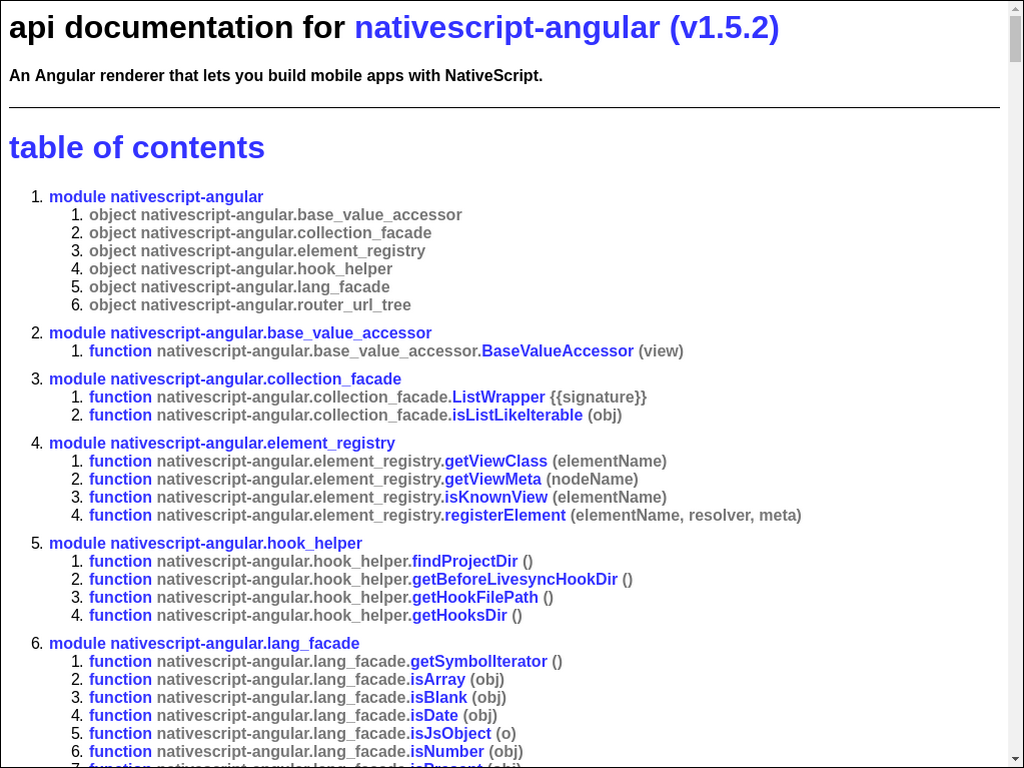 api documentation for nativescript-angular (v1.5.2)
An Angular renderer that lets you build mobile apps with NativeScript.
table of contents
1. module nativescript-angular
1. object nativescript-angular.base_value_accessor
2. object nativescript-angular.collection_facade
3. object nativescript-angular.element_registry
4. object nativescript-angular.hook_helper
5. object nativescript-angular.lang_facade
6. object nativescript-angular.router_url_tree
2. module nativescript-angular.base_value_accessor
1. function nativescript-angular.base_value_accessor.BaseValueAccessor (view)
3. module nativescript-angular.collection_facade
1. function nativescript-angular.collection_facade.ListWrapper {{signature}}
2. function nativescript-angular.collection_facade.isListLikeIterable (obj)
4. module nativescript-angular.element_registry
1. function nativescript-angular.element_registry.getViewClass (elementName)
2. function nativescript-angular.element_registry.getViewMeta (nodeName)
3. function nativescript-angular.element_registry.isKnownView (elementName)
4. function nativescript-angular.element_registry.registerElement (elementName, resolver, meta)
5. module nativescript-angular.hook_helper
1. function nativescript-angular.hook_helper.findProjectDir ()
2. function nativescript-angular.hook_helper.getBeforeLivesyncHookDir ()
3. function nativescript-angular.hook_helper.getHookFilePath ()
4. function nativescript-angular.hook_helper.getHooksDir ()
6. module nativescript-angular.lang_facade
1. function nativescript-angular.lang_facade.getSymbolIterator ()
2. function nativescript-angular.lang_facade.isArray (obj)
3. function nativescript-angular.lang_facade.isBlank (obj)
4. function nativescript-angular.lang_facade.isDate (obj)
5. function nativescript-angular.lang_facade.isJsObject (o)
6. function nativescript-angular.lang_facade.isNumber (obj)
7. function nativescript-angular.lang_facade.isPresent (obj)